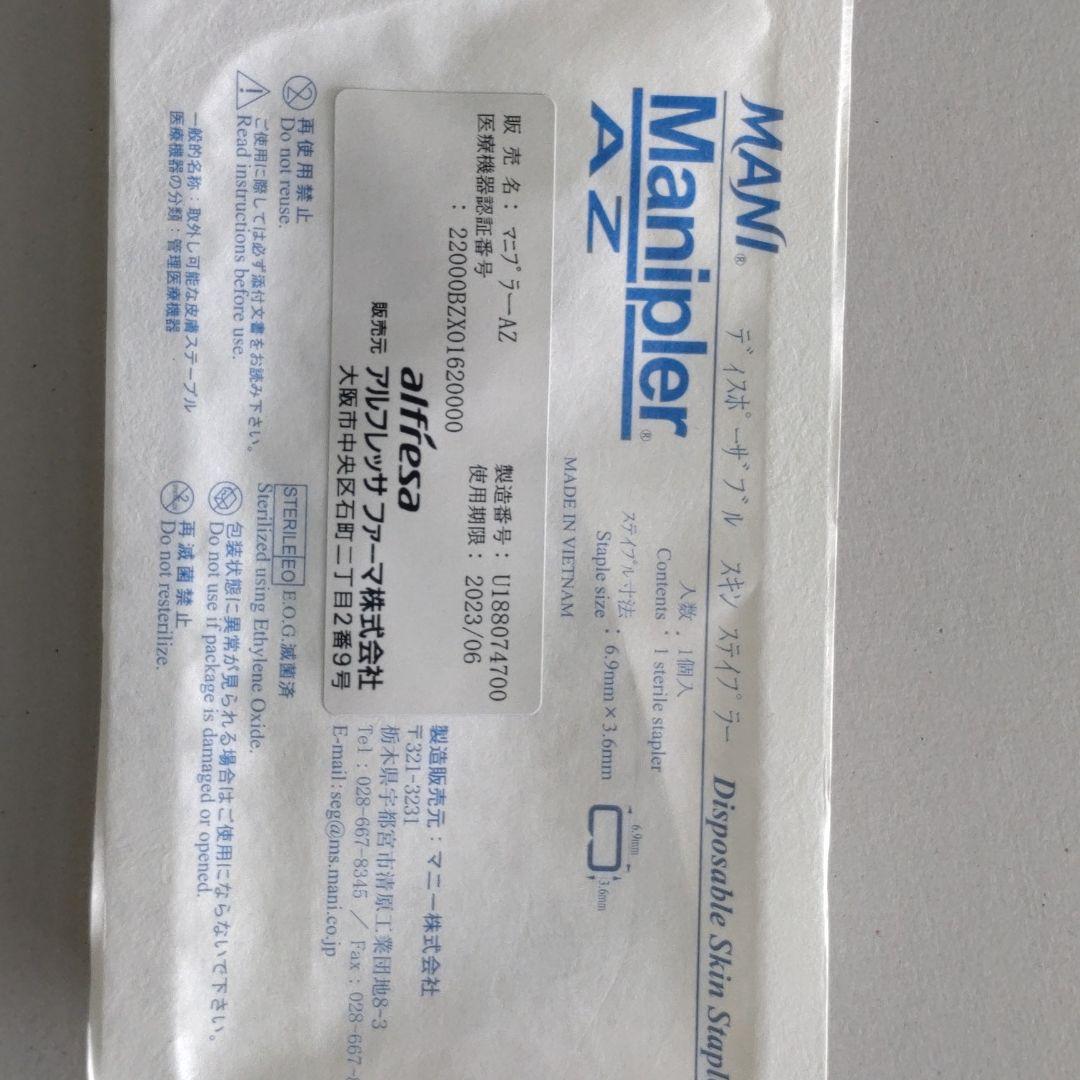 MANI®
ディスポーザブル スキン ステイプラー Disposable Skin Stapl
Manipler®
AZ
入数：1個入
Contents : 1 sterile stapler
ステイプル寸法
Staple size : 6.9mm×3.6mm
6.9mm
3.6mm
MADE IN VIETNAM
販売名：マニプラーAZ
医療機器認証番号
：22000BZX01620000
製造番号：U188074700
使用期限：2023/06
alfresa
販売元 アルフレッサ ファーマ株式会社
大阪市中央区石町二丁目2番9号
製造販売元：マニー株式会社
〒321-3231
栃木県宇都宮市清原工業団地8-3
Tel : 028-667-8345 / Fax : 028-667-
E-mail:seg@ms.mani.co.jp
再使用禁止
Do not reuse.
ご使用に際しては必ず添付文書をお読み下さい。
Read instructions before use.
一般的名称：取外し可能な皮膚ステープル
医療機器の分類：管理医療機器
STERILE EO E.O.G.滅菌済
Sterilized using Ethylene Oxide.
包装状態に異常が見られる場合はご使用にならないで下さい。
Do not use if package is damaged or opened.
再滅菌禁止
Do not resterilize.